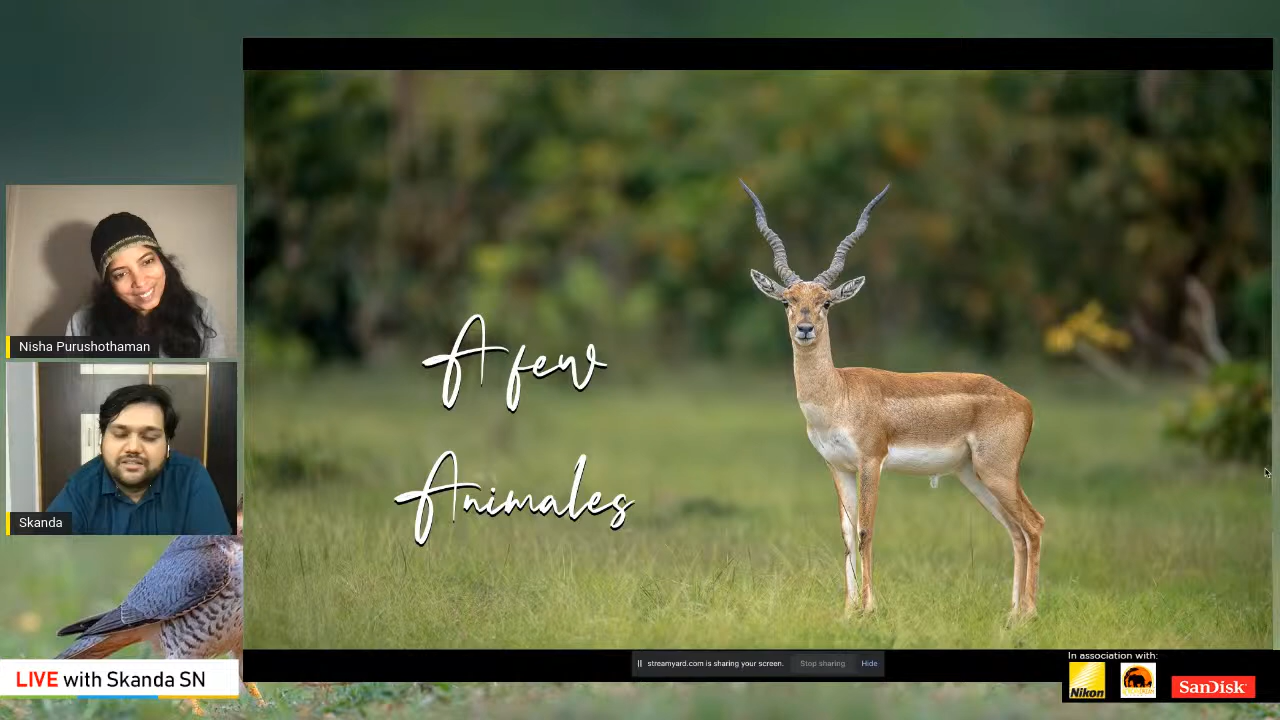 A few
Animales
Nisha Purushothaman
Skanda
LIVE with Skanda SN
streamyard.com is sharing your screen.
Stop sharing
Hide
In association with:
Nikon
SanDisk